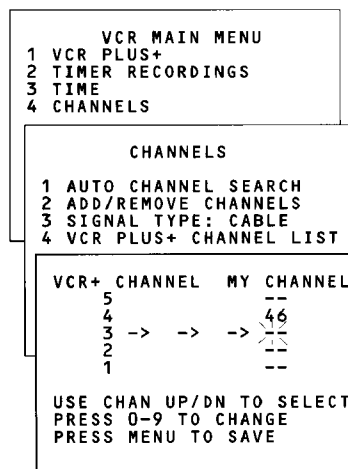 VCR MAIN MENU
1 VCR PLUS+
2 TIMER RECORDINGS
3 TIME
4 CHANNELS
CHANNELS
1 AUTO CHANNEL SEARCH
2 ADD/REMOVE CHANNELS
3 SIGNAL TYPE: CABLE
4 VCR PLUS+ CHANNEL LIST
VCR+ CHANNEL MY CHANNEL
5 --
4 46
3 -> -> -> --
2 --
1 --
USE CHAN UP/DN TO SELECT
PRESS 0-9 TO CHANGE
PRESS MENU TO SAVE